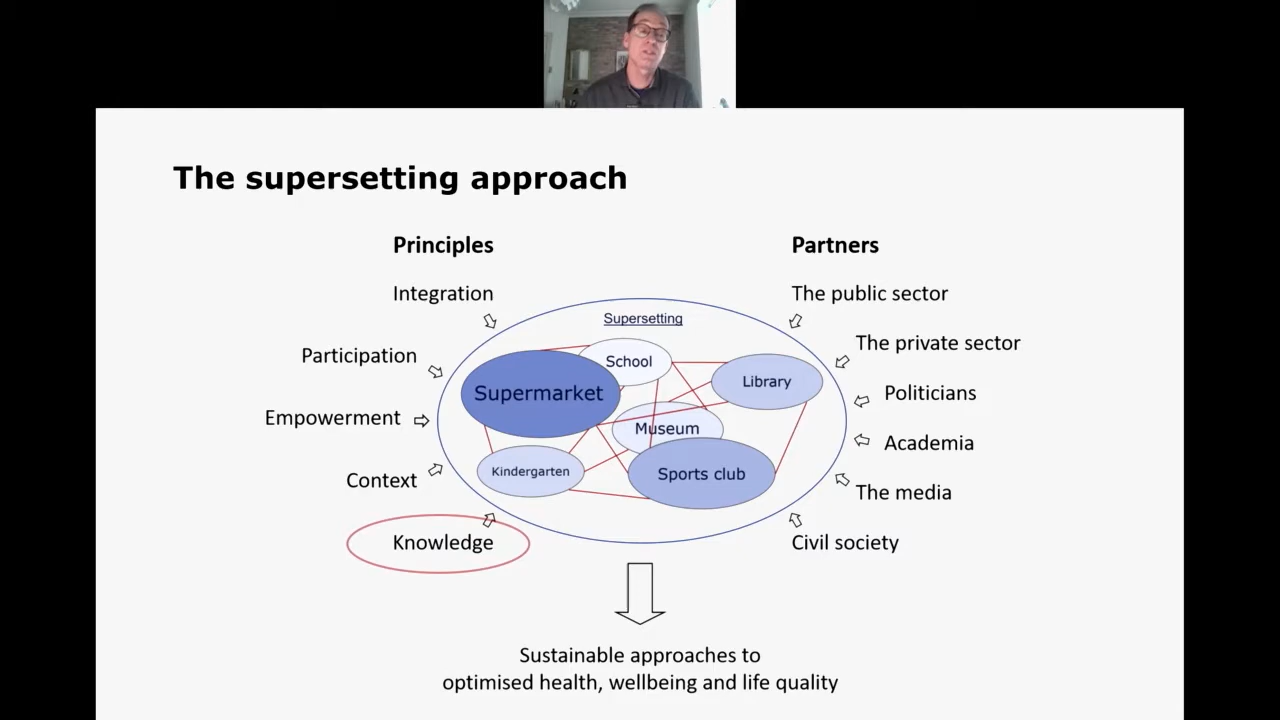 The supersetting approach
Principles
Partners
Integration
The public sector
Supersetting
The private sector
Participation
School
Supermarket
Library
Politicians
Empowerment
Museum
Academia
Context
Kindergarten
Sports club
The media
Knowledge
Civil society
Sustainable approaches to
optimised health, wellbeing and life quality